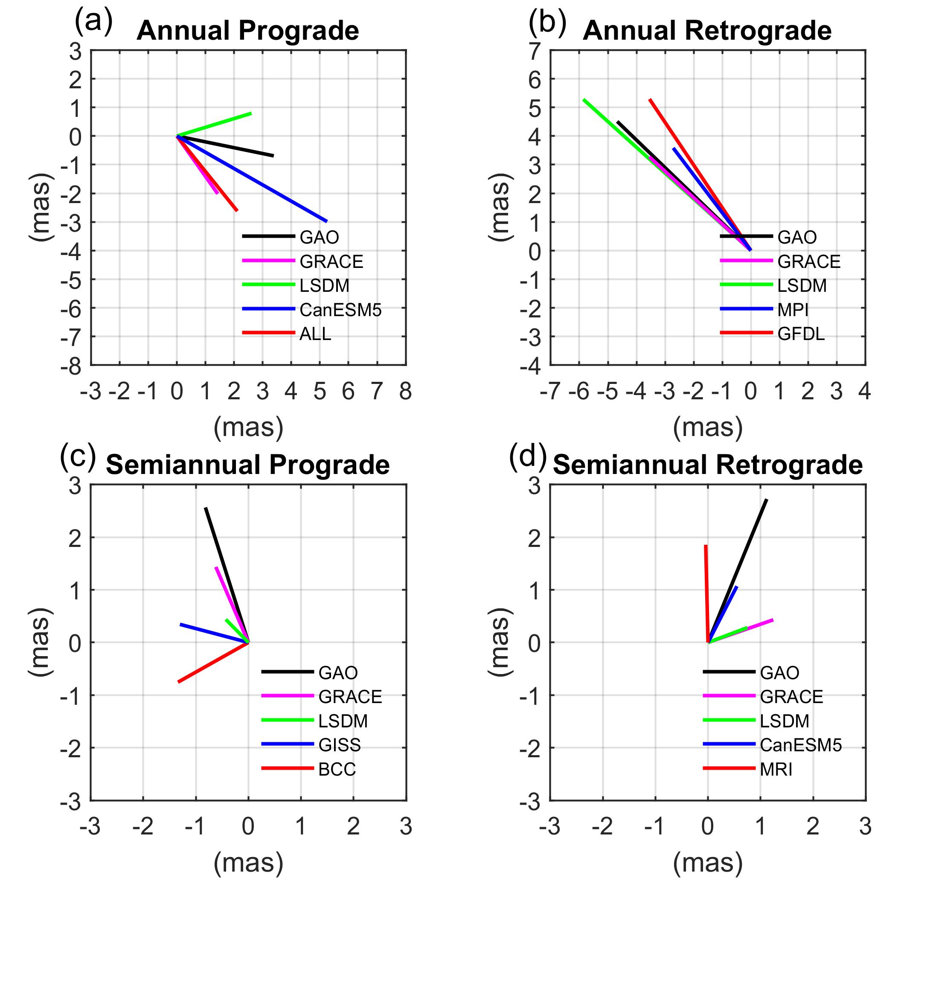 (a) Annual Prograde
3
2
1
0
-1
-2
-3
-4
-5
-6
-7
-8
(mas)
GAO
GRACE
LSDM
CanESM5
ALL
-3 -2 -1 0 1 2 3 4 5 6 7 8
(mas)
(b) Annual Retrograde
7
6
5
4
3
2
1
0
-1
-2
-3
-4
(mas)
GAO
GRACE
LSDM
MPI
GFDL
-7 -6 -5 -4 -3 -2 -1 0 1 2 3 4
(mas)
(c) Semiannual Prograde
3
2
1
0
-1
-2
-3
(mas)
GAO
GRACE
LSDM
GISS
BCC
-3 -2 -1 0 1 2 3
(mas)
(d) Semiannual Retrograde
3
2
1
0
-1
-2
-3
(mas)
GAO
GRACE
LSDM
CanESM5
MRI
-3 -2 -1 0 1 2 3
(mas)